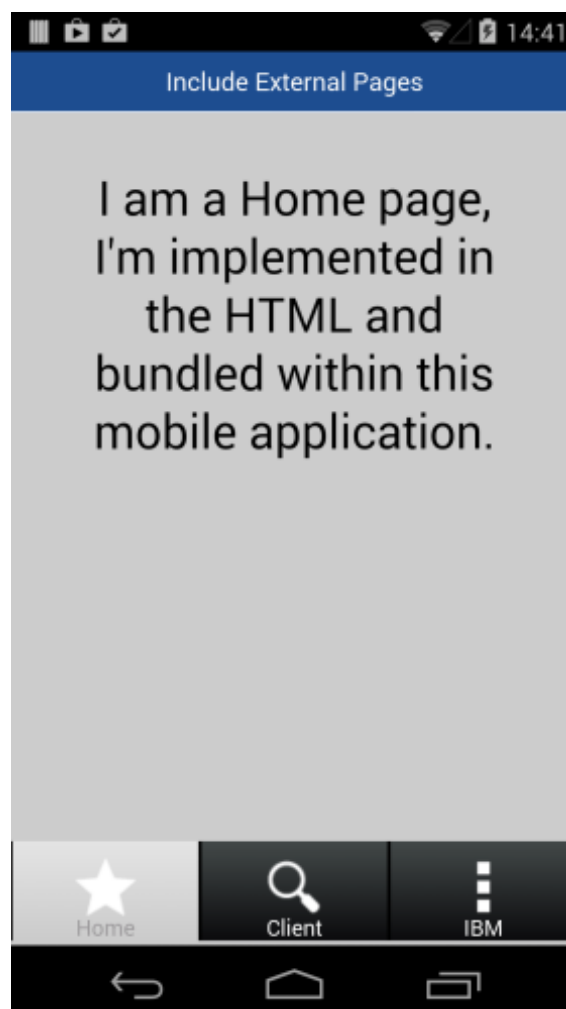 14:41
Include External Pages
I am a Home page,
I'm implemented in
the HTML and
bundled within this
mobile application.
Home
Client
IBM